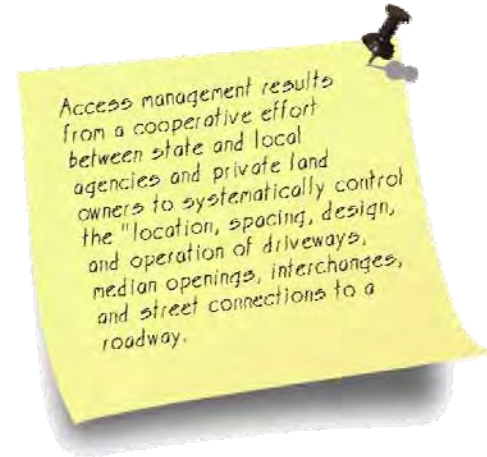 Access management results
from a cooperative effort
between state and local
agencies and private land
owners to systematically control
the "location, spacing, design,
and operation of driveways,
median openings, interchanges,
and street connections to a
roadway.